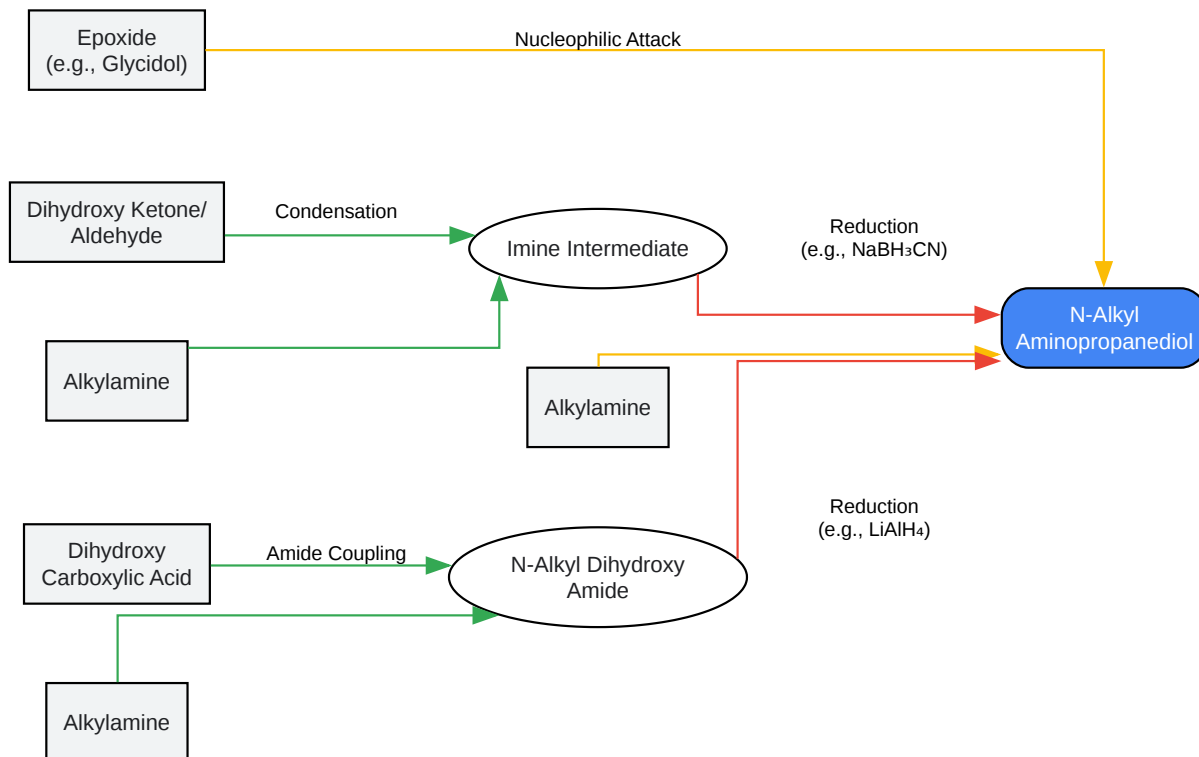 Epoxide
(e.g., Glycidol)
Nucleophilic Attack
Dihydroxy Ketone/
Aldehyde
Condensation
Imine Intermediate
Reduction
(e.g., NaBH₃CN)
N-Alkyl
Aminopropanediol
Alkylamine
Alkylamine
Dihydroxy
Carboxylic Acid
Amide Coupling
N-Alkyl Dihydroxy
Amide
Reduction
(e.g., LiAlH₄)
Alkylamine